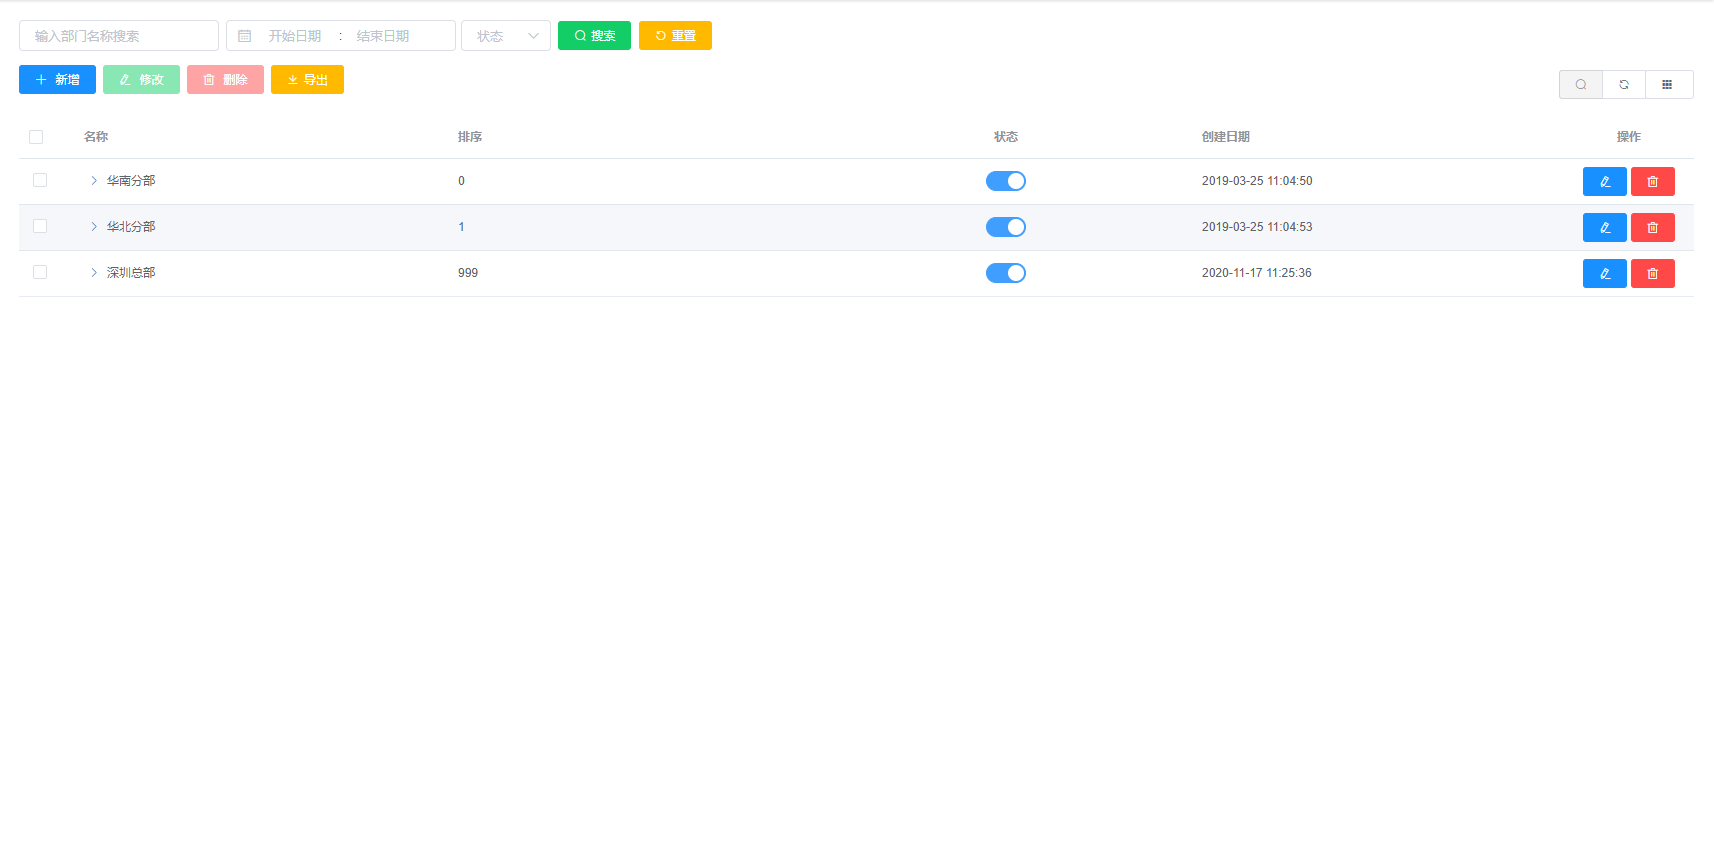 输入部门名称搜索 开始日期 : 结束日期 状态 搜索 重置
新增 修改 删除 导出
名称 排序 状态 创建日期 操作
华南分部 0 2019-03-25 11:04:50
华北分部 1 2019-03-25 11:04:53
深圳总部 999 2020-11-17 11:25:36